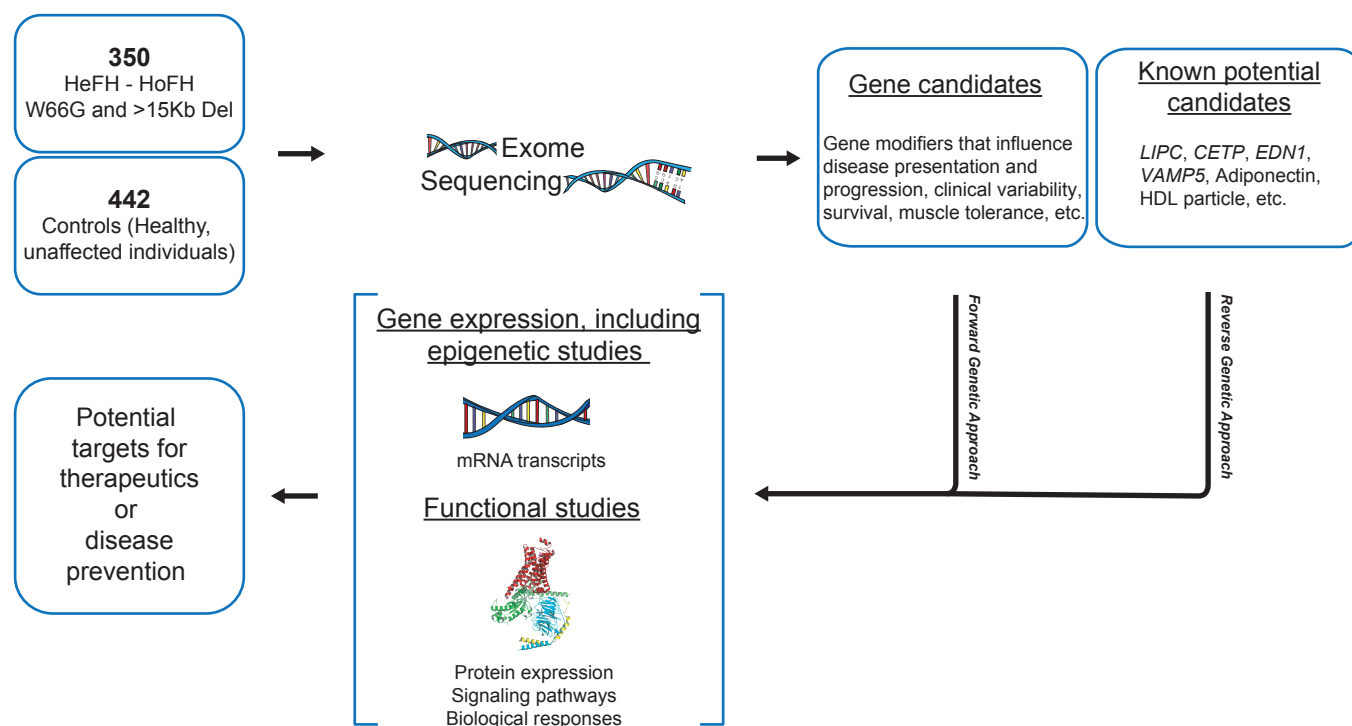 350
HeFH - HoFH
W66G and >15Kb Del
442
Controls (Healthy,
unaffected individuals)
Exome
Sequencing
Gene candidates
Gene modifiers that influence
disease presentation and
progression, clinical variability,
survival, muscle tolerance, etc.
Known potential
candidates
LIPC, CETP, EDN1,
VAMP5, Adiponectin,
HDL particle, etc.
Forward Genetic Approach
Reverse Genetic Approach
Gene expression, including
epigenetic studies
mRNA transcripts
Functional studies
Protein expression
Signaling pathways
Biological responses
Potential
targets for
therapeutics
or
disease
prevention